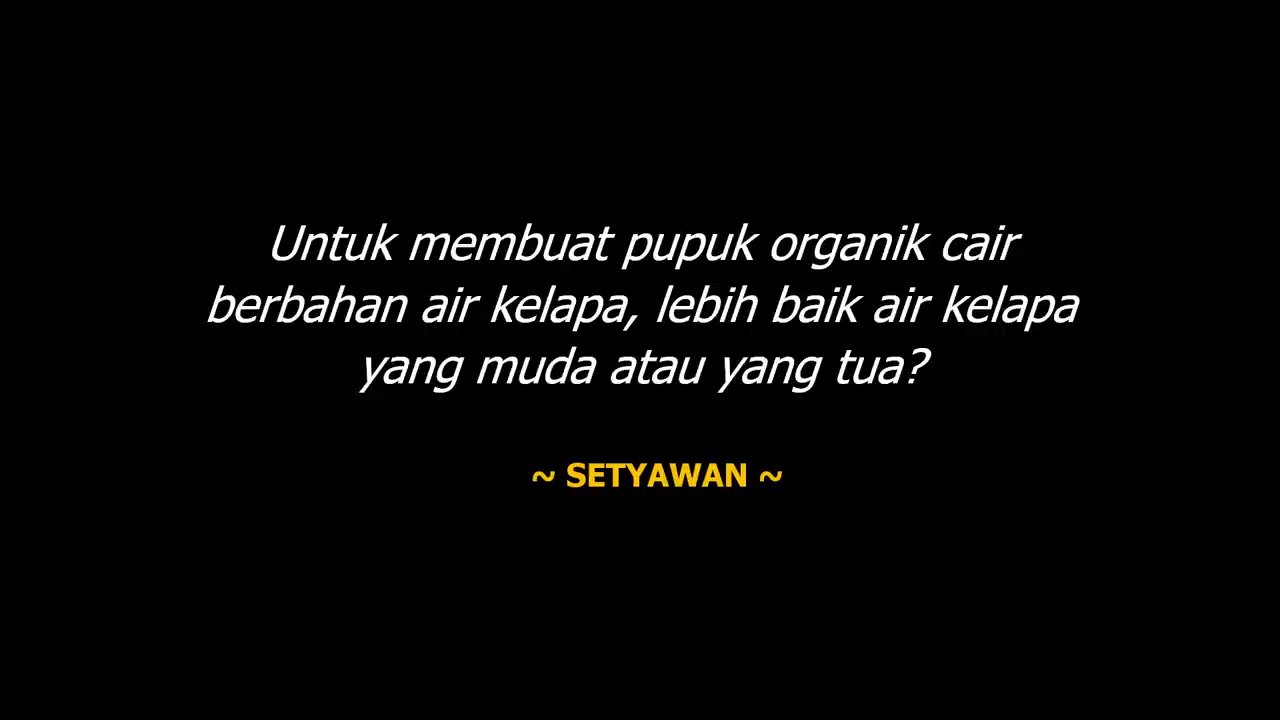 Untuk membuat pupuk organik cair
berbahan air kelapa, lebih baik air kelapa
yang muda atau yang tua?
~ SETYAWAN ~